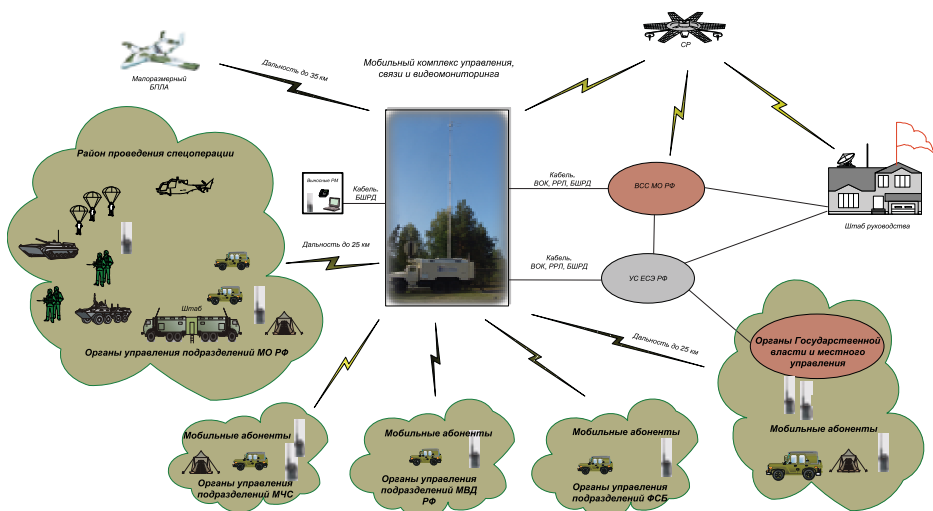 СР
Мобильный комплекс управления,
связи и видеомониторинга
Дальность до 35 км
Малоразмерный
БПЛА
Район проведения спецоперации
Выносные РМ
Кабель,
БШРД
Кабель,
ВОК, РРЛ, БШРД
ВСС МО РФ
Штаб руководства
Дальность до 25 км
Кабель,
ВОК, РРЛ, БШРД
УС ЕСЭ РФ
Штаб
Органы управления подразделений МО РФ
Дальность до 25 км
Органы Государственной
власти и местного
управления
Мобильные абоненты
Мобильные абоненты
Органы управления
подразделений МЧС
Мобильные абоненты
Органы управления
подразделений МВД
РФ
Мобильные абоненты
Органы управления
подразделений ФСБ